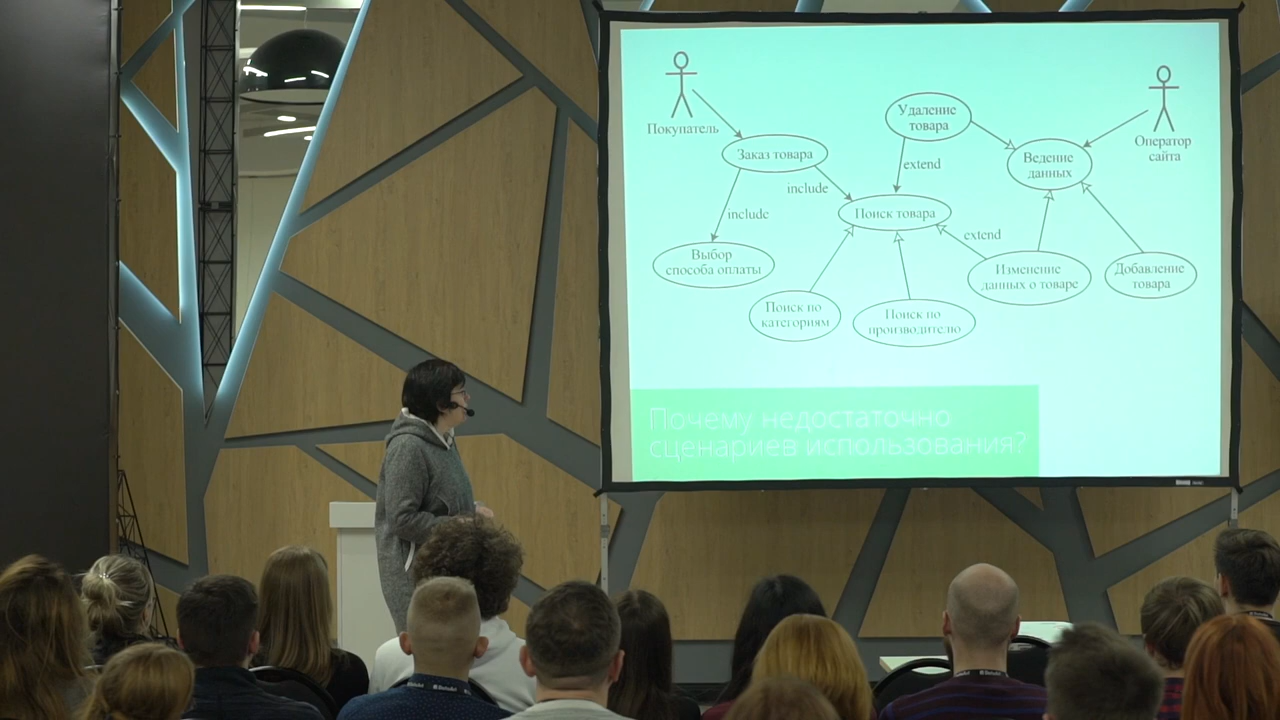 Покупатель
Заказ товара
include
include
Выбор
способа оплаты
Удаление
товара
extend
Поиск товара
extend
Поиск по
категориям
Поиск по
производителю
Ведение
данных
Оператор
сайта
Изменение
данных о товаре
Добавление
товара
Почему недостаточно
сценариев использования?